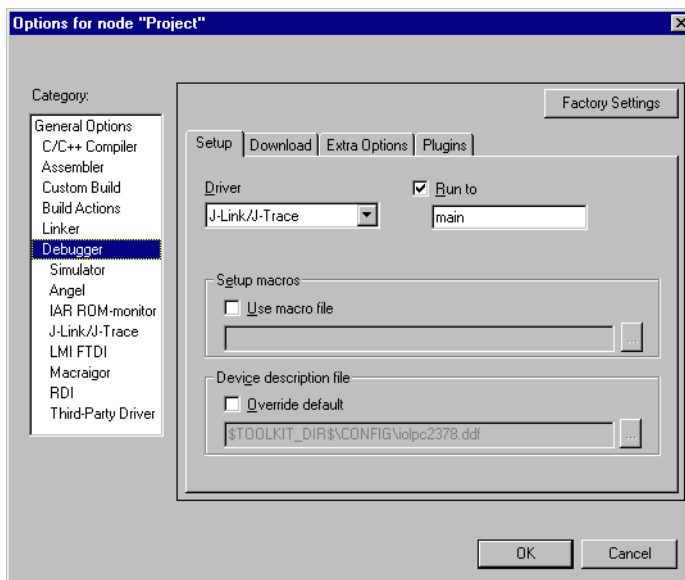 Options for node "Project"
Category:
General Options
C/C++ Compiler
Assembler
Custom Build
Build Actions
Linker
Debugger
Simulator
Angel
IAR ROM-monitor
J-Link/J-Trace
LMI FTDI
Macraigor
RDI
Third-Party Driver
Factory Settings
Setup Download Extra Options Plugins
Driver
J-Link/J-Trace
Run to
main
Setup macros
Use macro file
...
Device description file
Override default
$TOOLKIT_DIR$\CONFIG\iolpc2378.ddf
...
OK Cancel